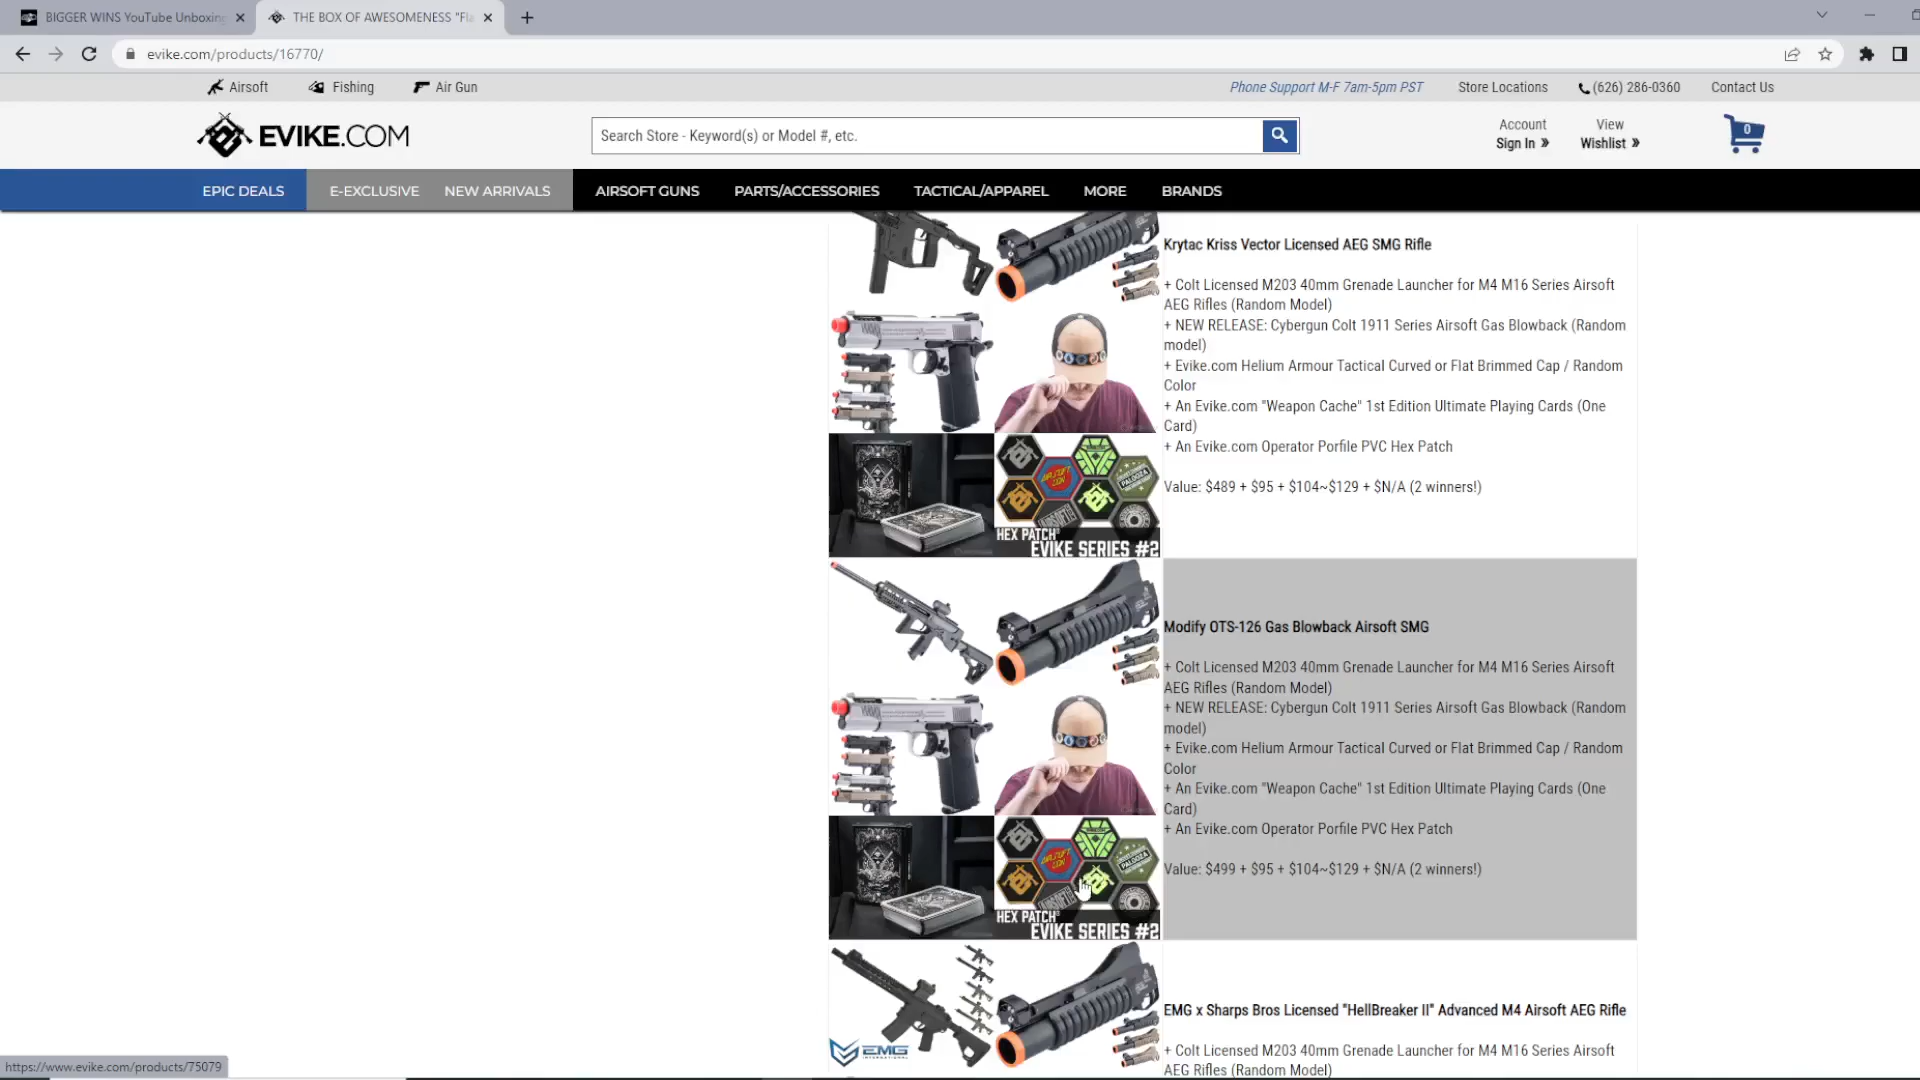 BIGGER WINS YouTube Unboxing
THE BOX OF AWESOMENESS "Fla
evike.com/products/16770/
Airsoft Fishing Air Gun Phone Support M-F 7am-5pm PST Store Locations (626) 286-0360 Contact Us
EVIKE.COM
Search Store - Keyword(s) or Model #, etc.
Account
Sign In »
View
Wishlist »
0
EPIC DEALS E-EXCLUSIVE NEW ARRIVALS AIRSOFT GUNS PARTS/ACCESSORIES TACTICAL/APPAREL MORE BRANDS
Krytac Kriss Vector Licensed AEG SMG Rifle
+ Colt Licensed M203 40mm Grenade Launcher for M4 M16 Series Airsoft
AEG Rifles (Random Model)
+ NEW RELEASE: Cybergun Colt 1911 Series Airsoft Gas Blowback (Random
model)
+ Evike.com Helium Armour Tactical Curved or Flat Brimmed Cap / Random
Color
+ An Evike.com "Weapon Cache" 1st Edition Ultimate Playing Cards (One
Card)
+ An Evike.com Operator Porfile PVC Hex Patch
Value: $489 + $95 + $104~$129 + $N/A (2 winners!)
HEX PATCH
EVIKE SERIES #2
Modify OTS-126 Gas Blowback Airsoft SMG
+ Colt Licensed M203 40mm Grenade Launcher for M4 M16 Series Airsoft
AEG Rifles (Random Model)
+ NEW RELEASE: Cybergun Colt 1911 Series Airsoft Gas Blowback (Random
model)
+ Evike.com Helium Armour Tactical Curved or Flat Brimmed Cap / Random
Color
+ An Evike.com "Weapon Cache" 1st Edition Ultimate Playing Cards (One
Card)
+ An Evike.com Operator Porfile PVC Hex Patch
Value: $499 + $95 + $104~$129 + $N/A (2 winners!)
HEX PATCH
EVIKE SERIES #2
EMG
EMG x Sharps Bros Licensed "HellBreaker II" Advanced M4 Airsoft AEG Rifle
+ Colt Licensed M203 40mm Grenade Launcher for M4 M16 Series Airsoft
AEG Rifles (Random Model)
https://www.evike.com/products/75079